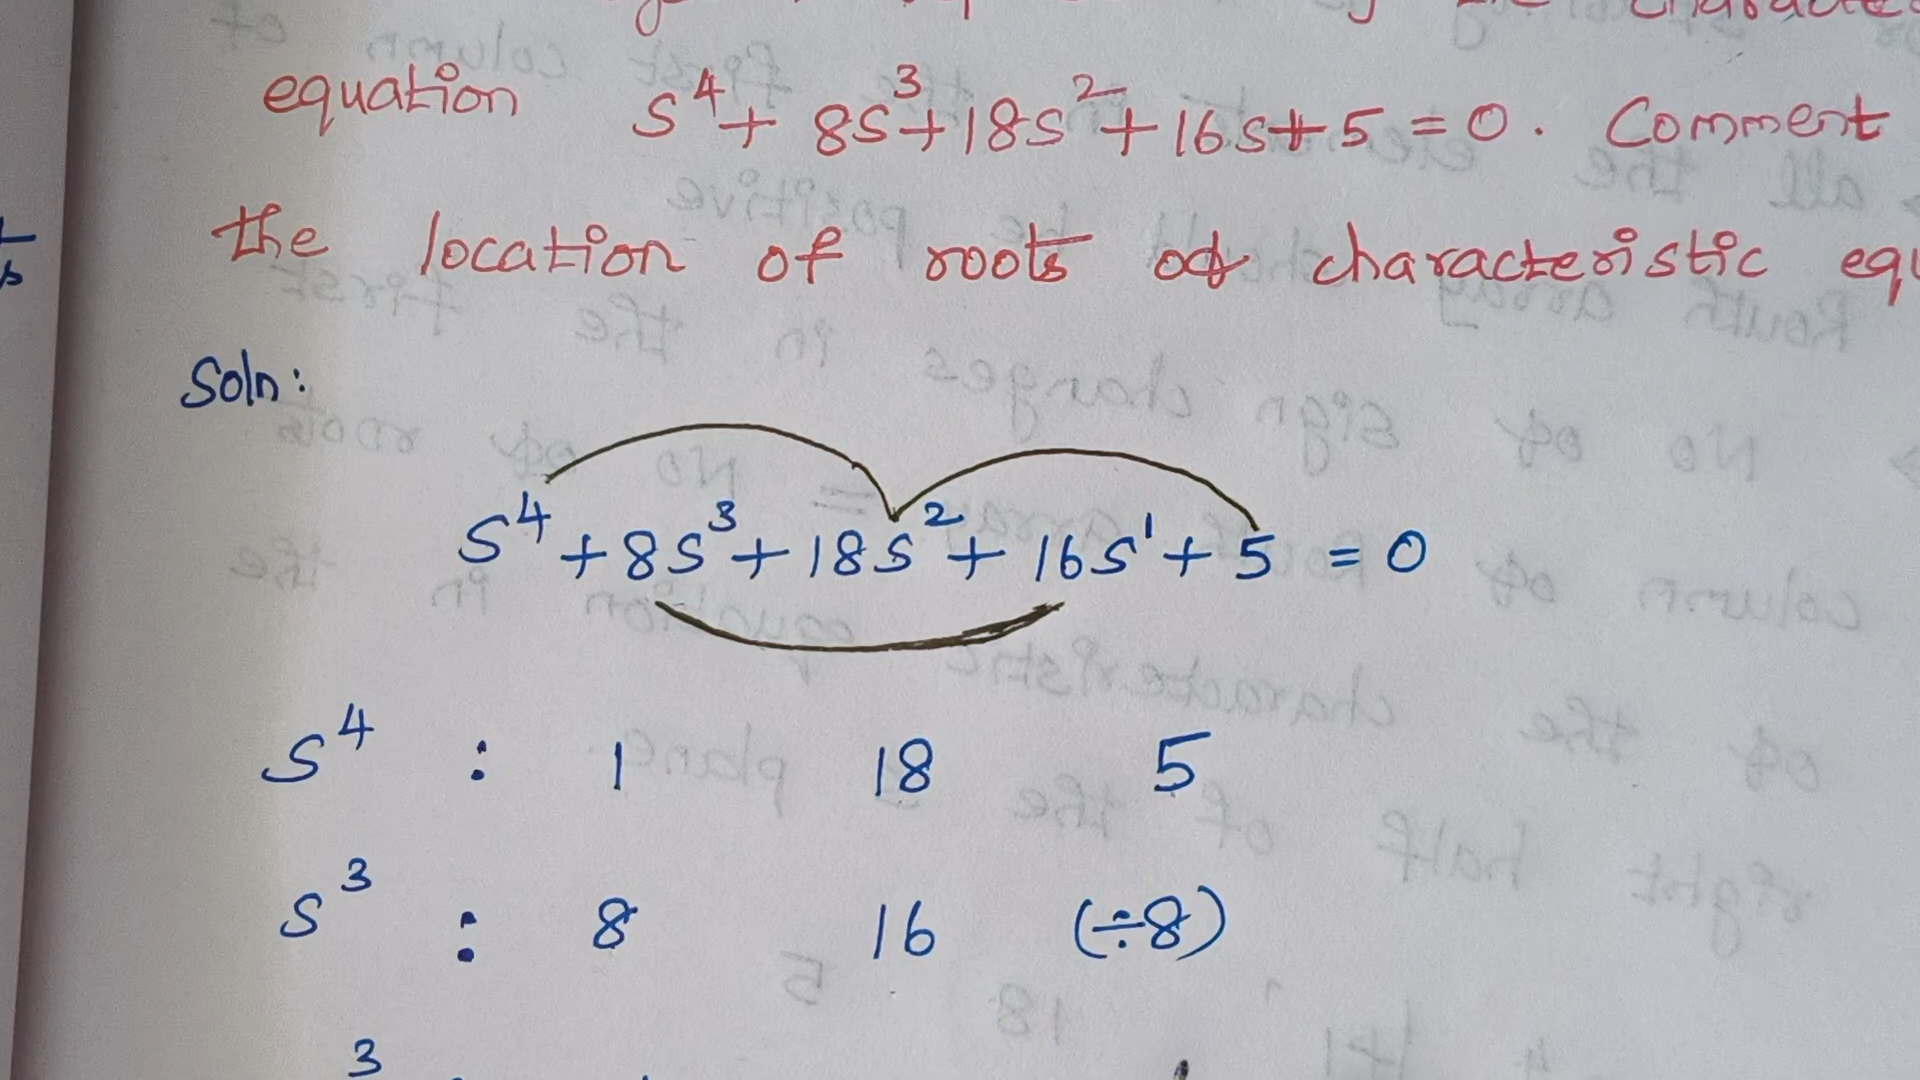 equation s⁴ + 8s³ + 18s² + 16s + 5 = 0. Comment
the location of roots of characteristic equ
Soln:
s⁴ + 8s³ + 18s² + 16s¹ + 5 = 0
s⁴ : 1 18 5
s³ : 8 16 (÷8)
3